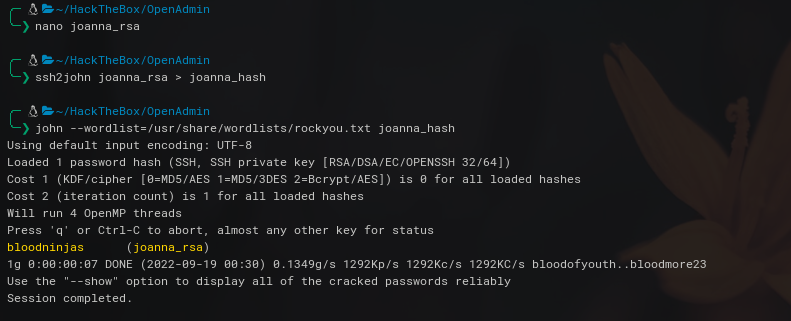 ~/HackTheBox/OpenAdmin
❯ nano joanna_rsa
~/HackTheBox/OpenAdmin
❯ ssh2john joanna_rsa > joanna_hash
~/HackTheBox/OpenAdmin
❯ john --wordlist=/usr/share/wordlists/rockyou.txt joanna_hash
Using default input encoding: UTF-8
Loaded 1 password hash (SSH, SSH private key [RSA/DSA/EC/OPENSSH 32/64])
Cost 1 (KDF/cipher [0=MD5/AES 1=MD5/3DES 2=Bcrypt/AES]) is 0 for all loaded hashes
Cost 2 (iteration count) is 1 for all loaded hashes
Will run 4 OpenMP threads
Press 'q' or Ctrl-C to abort, almost any other key for status
bloodninjas      (joanna_rsa)
1g 0:00:00:07 DONE (2022-09-19 00:30) 0.1349g/s 1292Kp/s 1292Kc/s 1292KC/s bloodofyouth..bloodmore23
Use the "--show" option to display all of the cracked passwords reliably
Session completed.